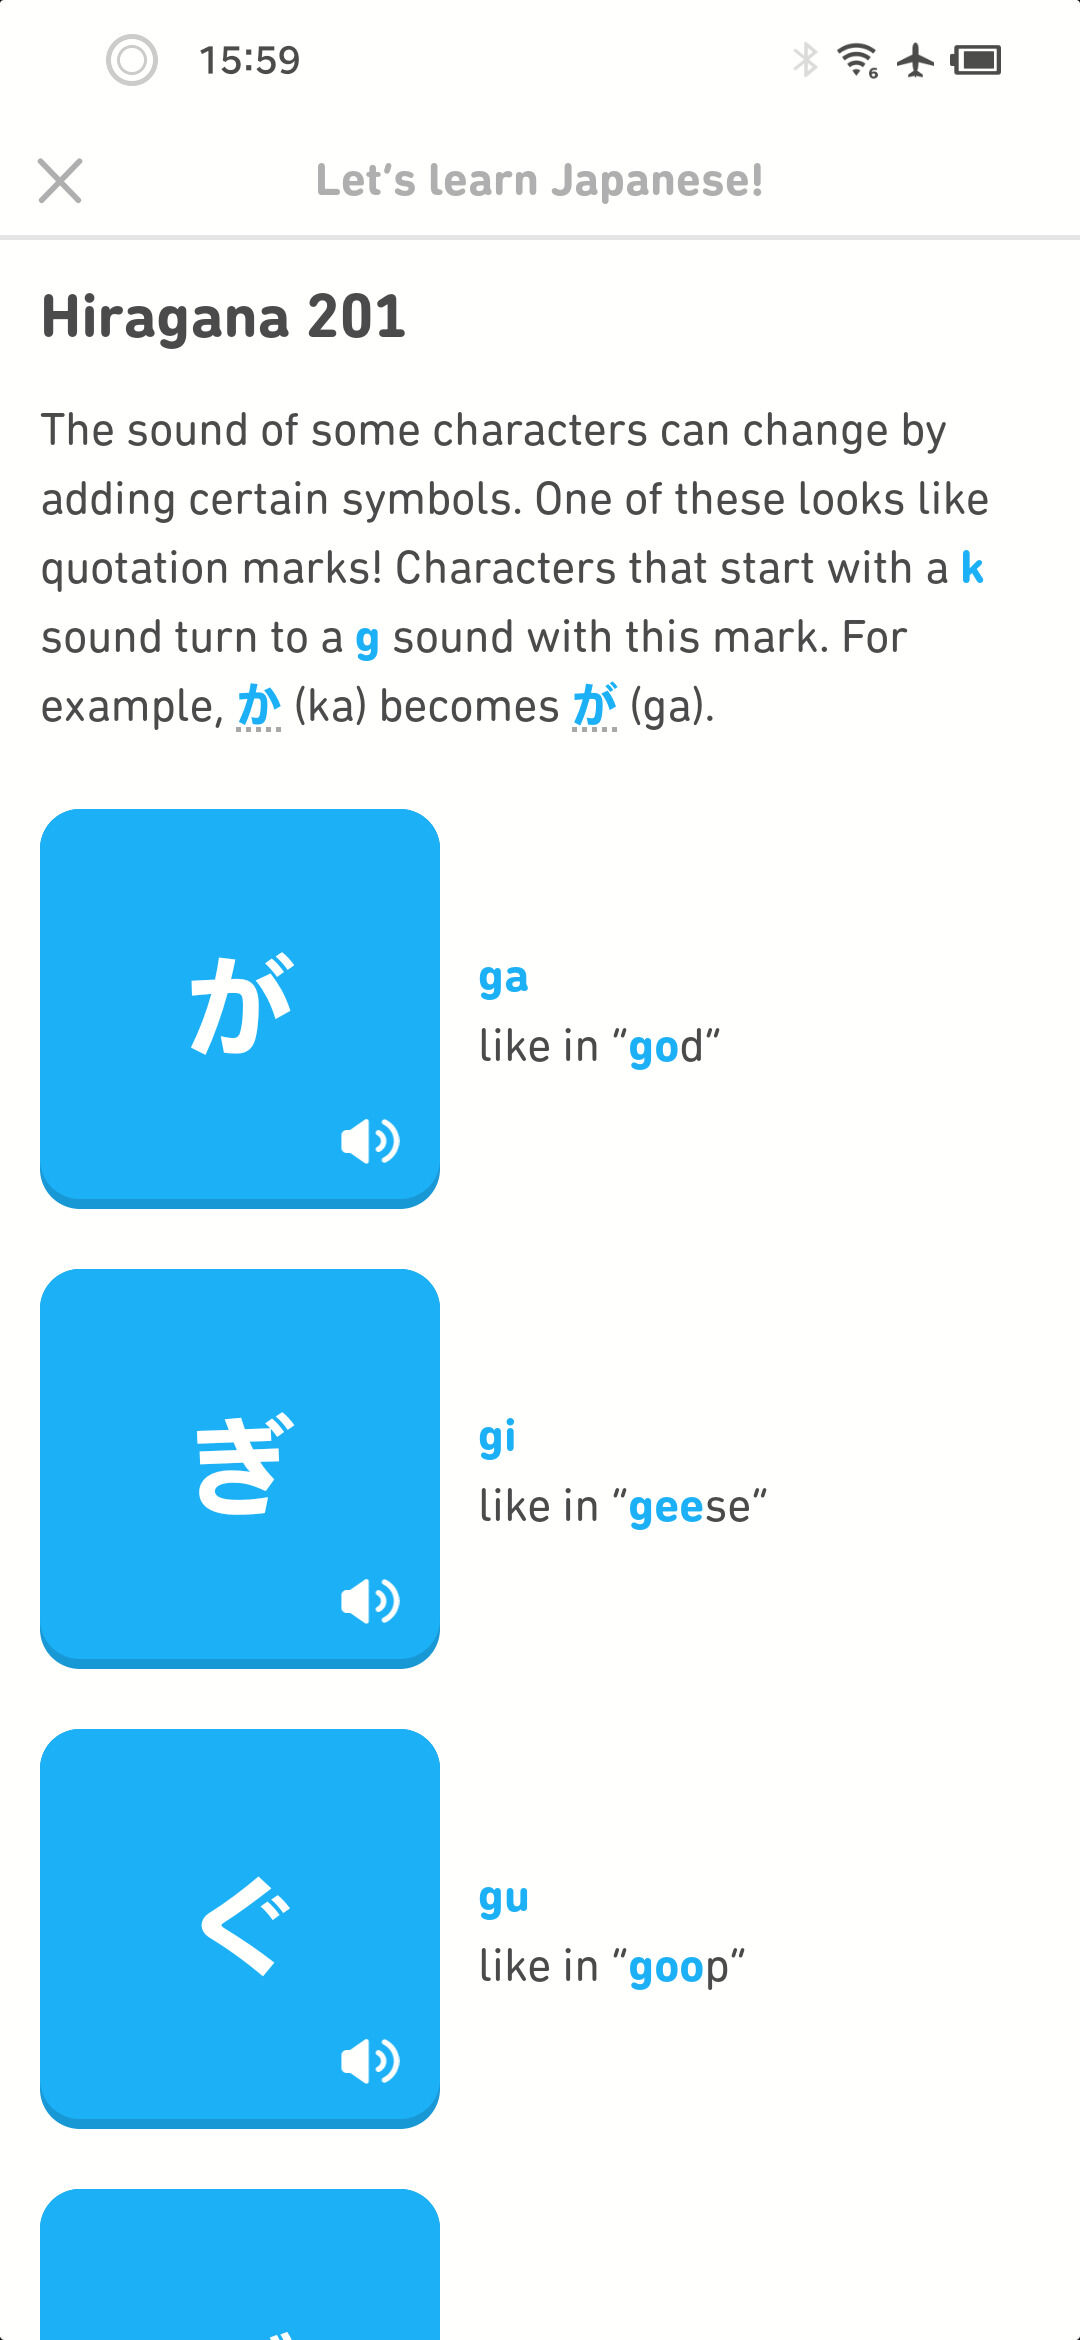 15:59
6
Let's learn Japanese!
Hiragana 201
The sound of some characters can change by
adding certain symbols. One of these looks like
quotation marks! Characters that start with a k
sound turn to a g sound with this mark. For
example, か (ka) becomes が (ga).
が
ga
like in "god"
ぎ
gi
like in "geese"
ぐ
gu
like in "goop"